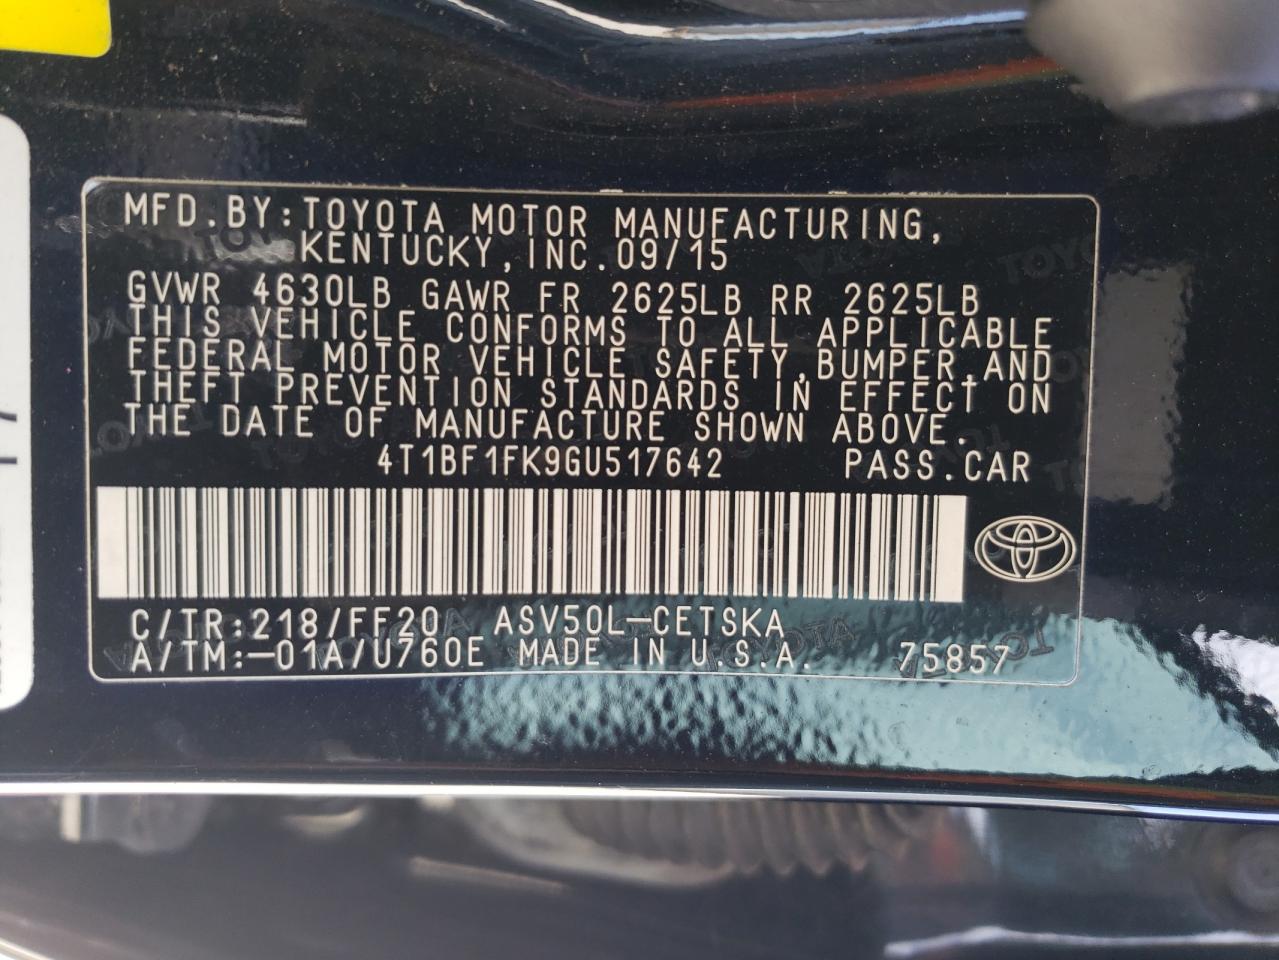 MFD.BY:TOYOTA MOTOR MANUFACTURING,
KENTUCKY,INC.09/15
GVWR 4630LB GAWR FR 2625LB RR 2625LB
THIS VEHICLE CONFORMS TO ALL APPLICABLE
FEDERAL MOTOR VEHICLE SAFETY,BUMPER,AND
THEFT PREVENTION STANDARDS IN EFFECT ON
THE DATE OF MANUFACTURE SHOWN ABOVE.
4T1BF1FK9GU517642 PASS.CAR
C/TR:218/FF20 ASV50L-CETSKA
A/TM:-01A/U760E MADE IN U.S.A. 75857